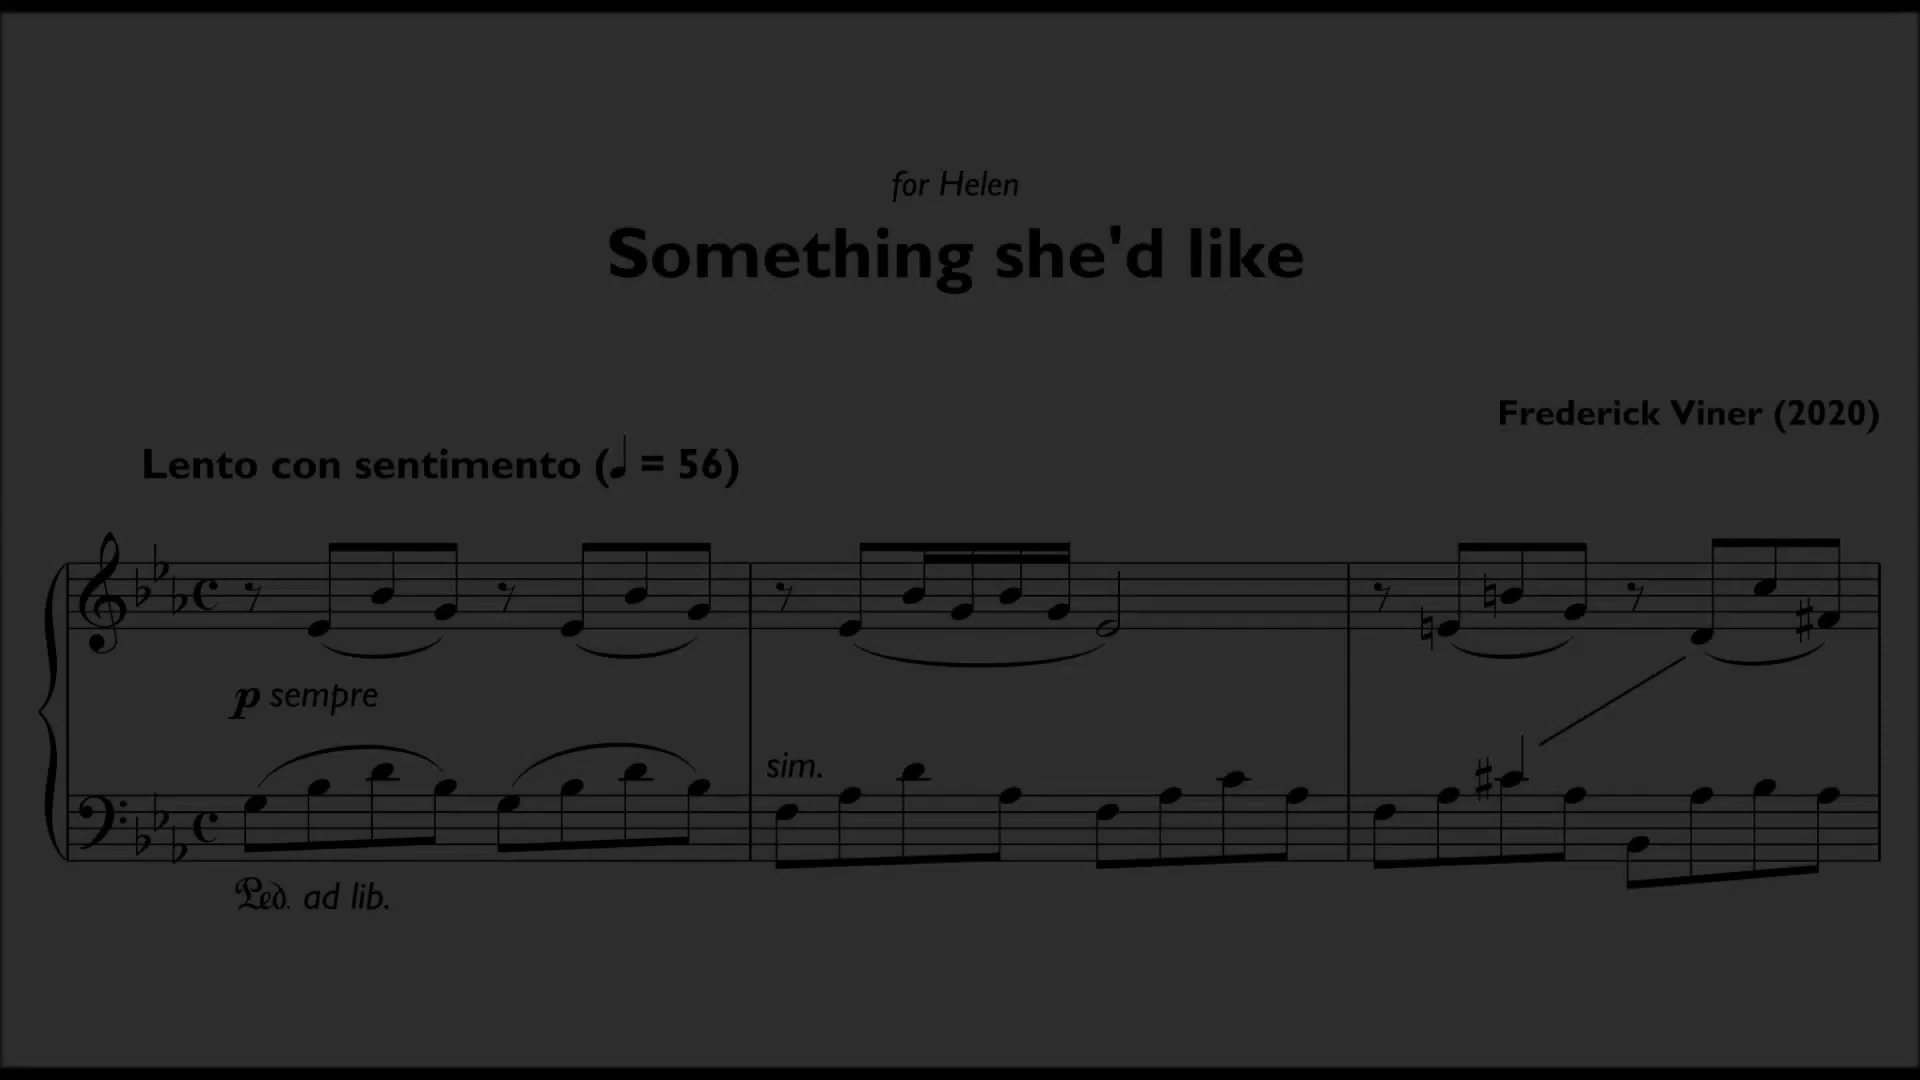 for Helen
Something she'd like
Frederick Viner (2020)
Lento con sentimento (♩ = 56)
p sempre
sim.
Ped. ad lib.